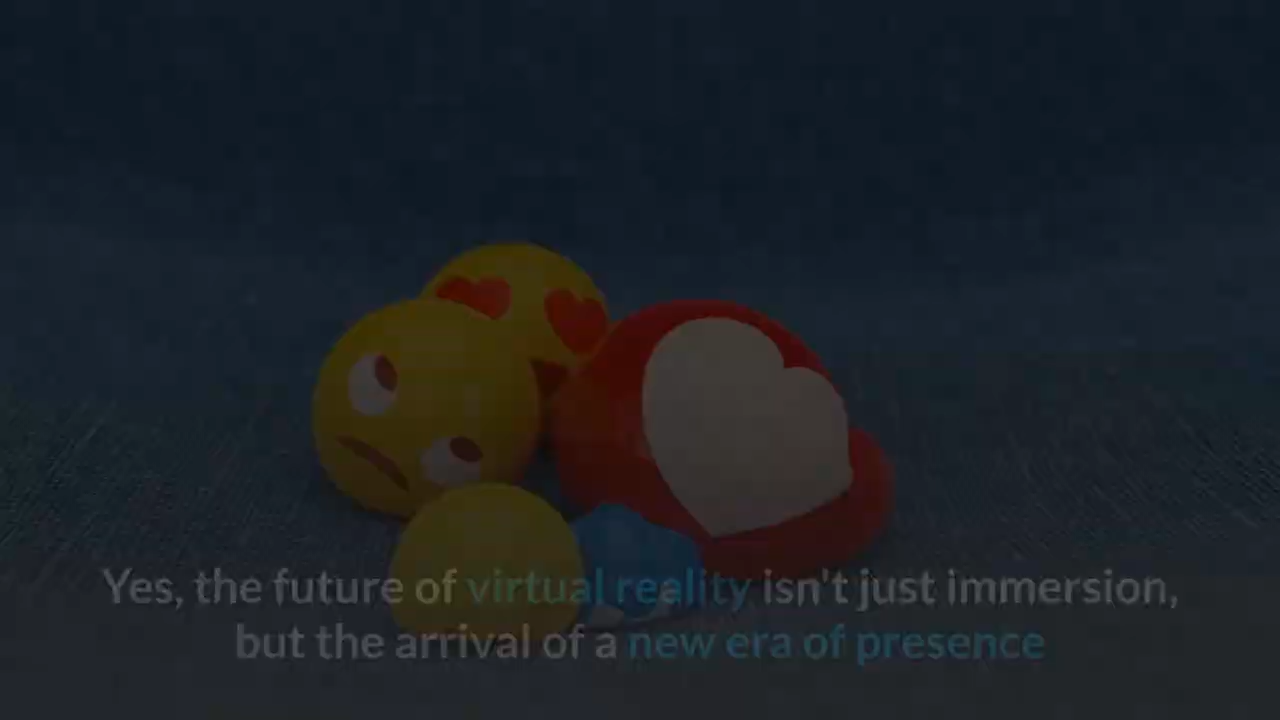 Yes, the future of virtual reality isn't just immersion,
but the arrival of a new era of presence